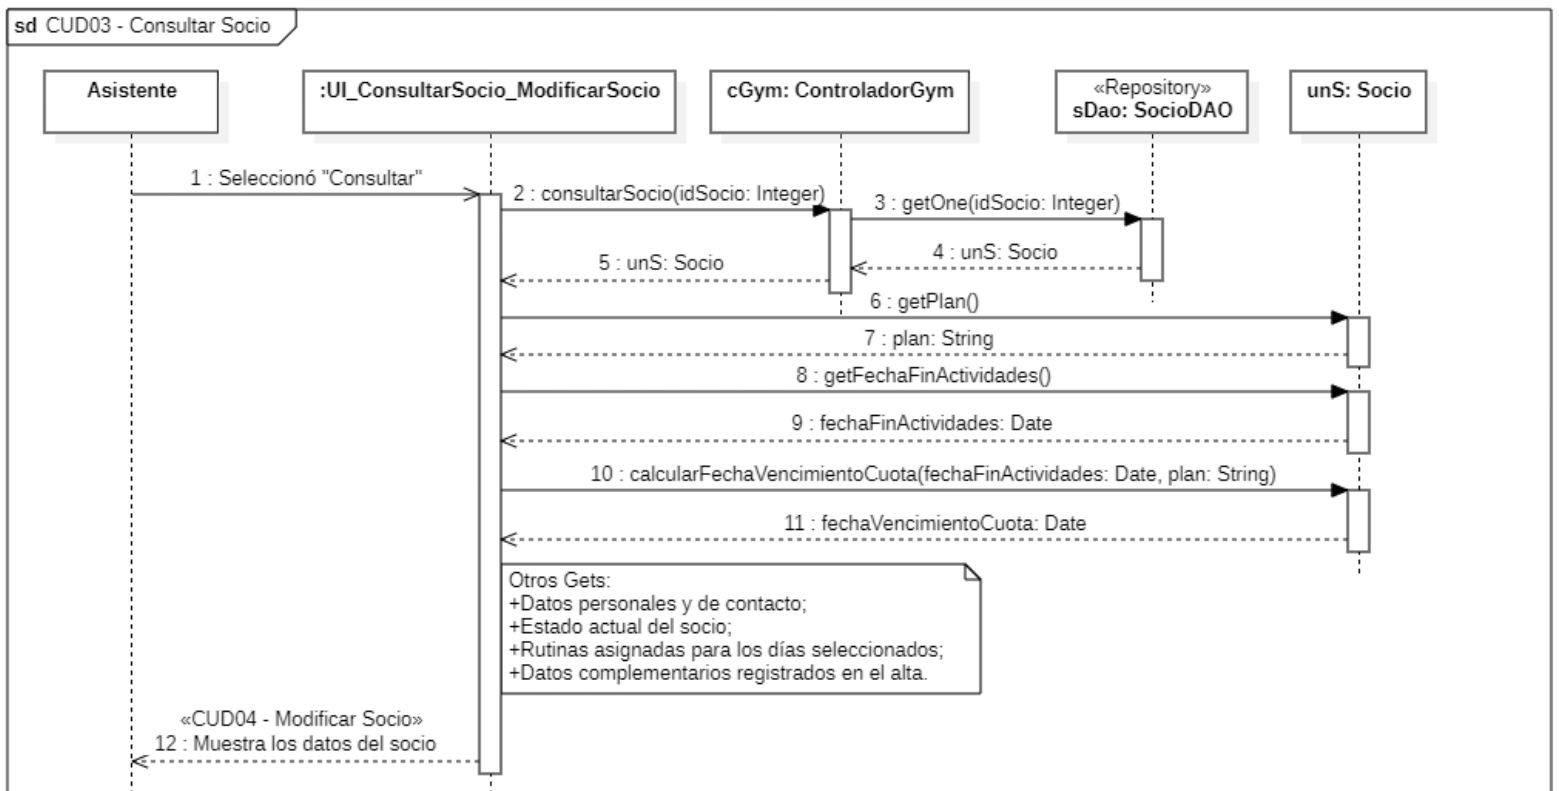 sd CUD03 - Consultar Socio
Asistente
:UI_ConsultarSocio_ModificarSocio
cGym: ControladorGym
«Repository»
sDao: SocioDAO
unS: Socio
1 : Seleccionó "Consultar"
2 : consultarSocio(idSocio: Integer)
3 : getOne(idSocio: Integer)
4 : unS: Socio
5 : unS: Socio
6 : getPlan()
7 : plan: String
8 : getFechaFinActividades()
9 : fechaFinActividades: Date
10 : calcularFechaVencimientoCuota(fechaFinActividades: Date, plan: String)
11 : fechaVencimientoCuota: Date
Otros Gets:
+Datos personales y de contacto;
+Estado actual del socio;
+Rutinas asignadas para los días seleccionados;
+Datos complementarios registrados en el alta.
«CUD04 - Modificar Socio»
12 : Muestra los datos del socio